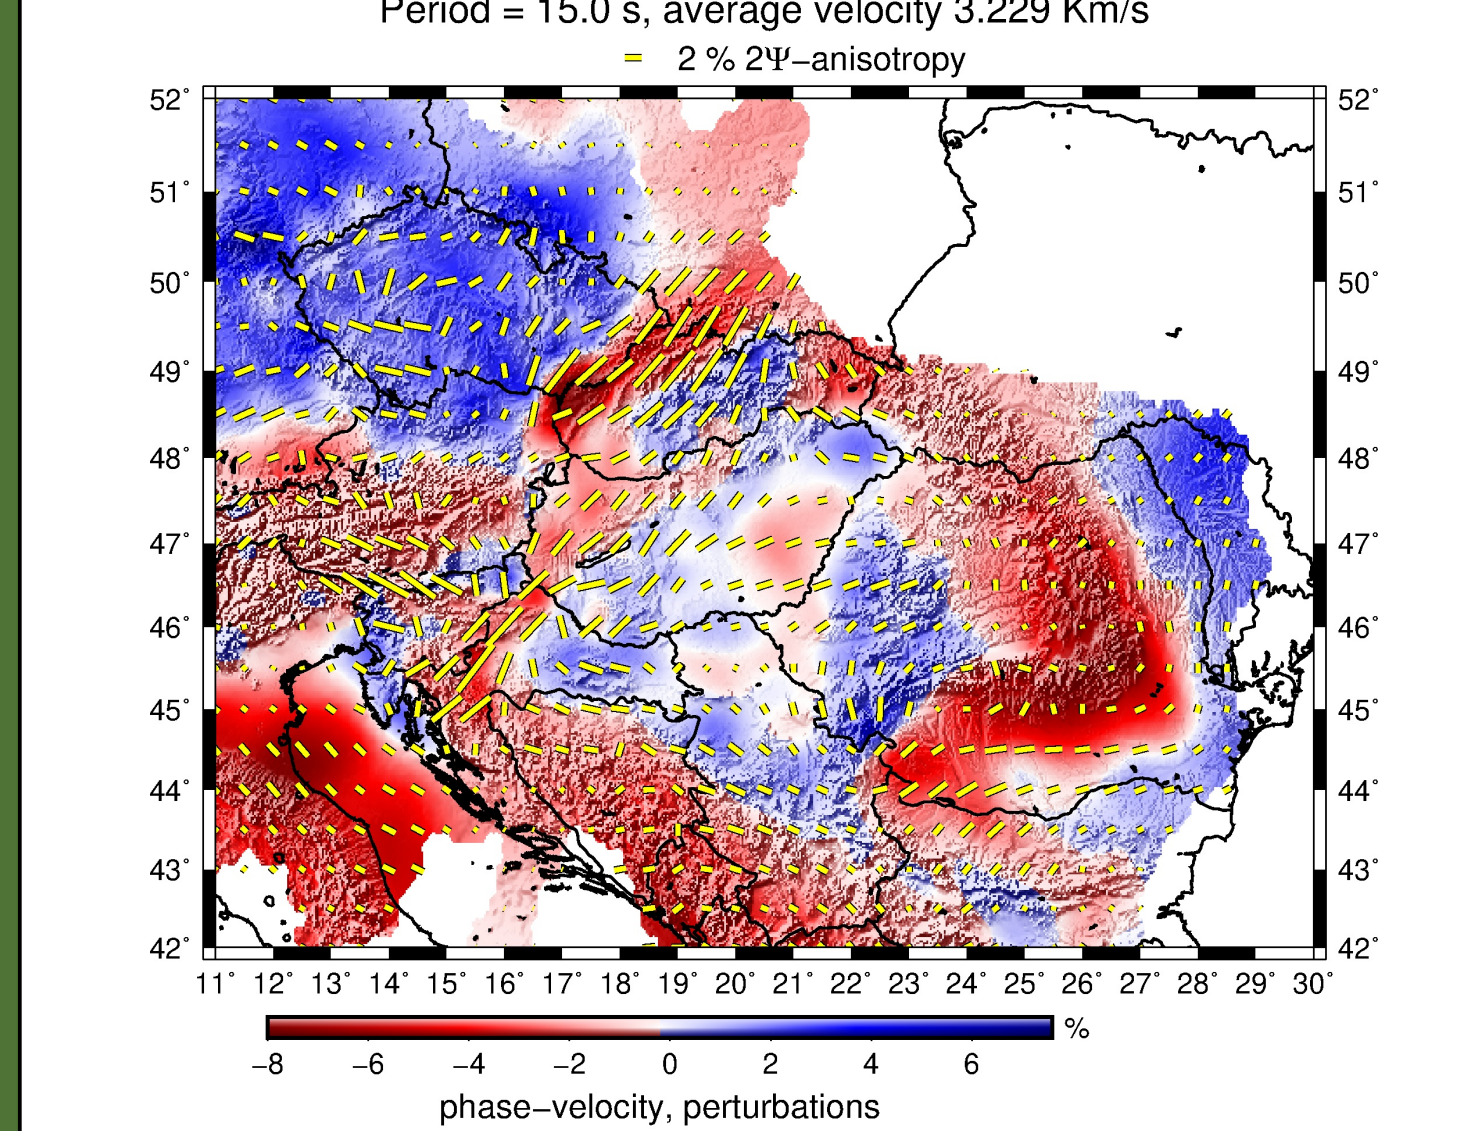 Period = 15.0 s, average velocity 3.229 Km/s
2 % 2Ψ−anisotropy
52˚ 52˚
51˚ 51˚
50˚ 50˚
49˚ 49˚
48˚ 48˚
47˚ 47˚
46˚ 46˚
45˚ 45˚
44˚ 44˚
43˚ 43˚
42˚ 42˚
11˚ 12˚ 13˚ 14˚ 15˚ 16˚ 17˚ 18˚ 19˚ 20˚ 21˚ 22˚ 23˚ 24˚ 25˚ 26˚ 27˚ 28˚ 29˚ 30˚
%
−8 −6 −4 −2 0 2 4 6
phase−velocity, perturbations